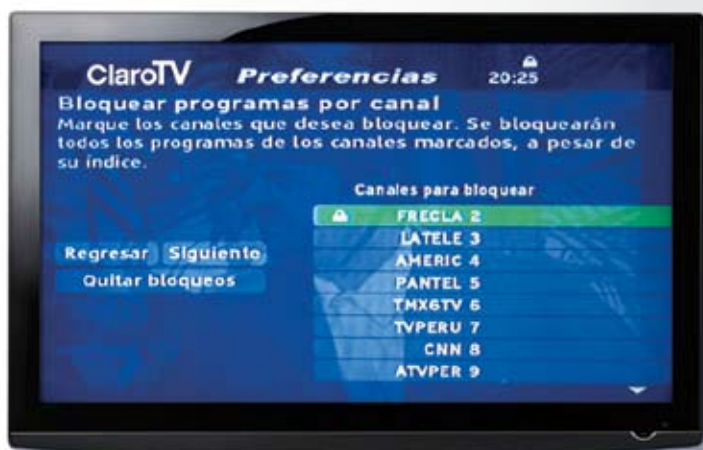 ClaroTV Preferencias 20:25
Bloquear programas por canal
Marque los canales que desea bloquear. Se bloquearán
todos los programas de los canales marcados, a pesar de
su índice.
Canales para bloquear
FRECLA 2
LATELE 3
AMERIC 4
PANTEL 5
TMX6TV 6
TVPERU 7
CNN 8
ATVPER 9
Regresar Siguiente
Quitar bloqueos